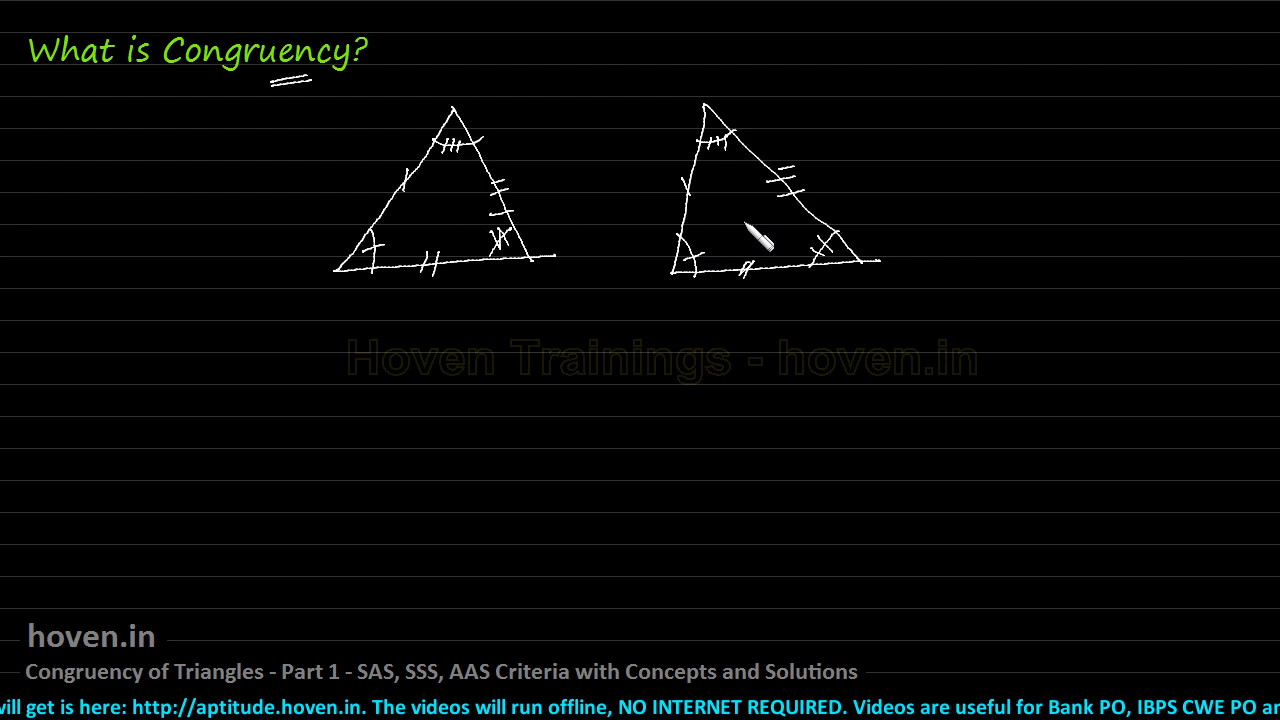 What is Congruency?
Hoven Trainings - hoven.in
hoven.in
Congruency of Triangles - Part 1 - SAS, SSS, AAS Criteria with Concepts and Solutions
will get is here: http://aptitude.hoven.in. The videos will run offline, NO INTERNET REQUIRED. Videos are useful for Bank PO, IBPS CWE PO